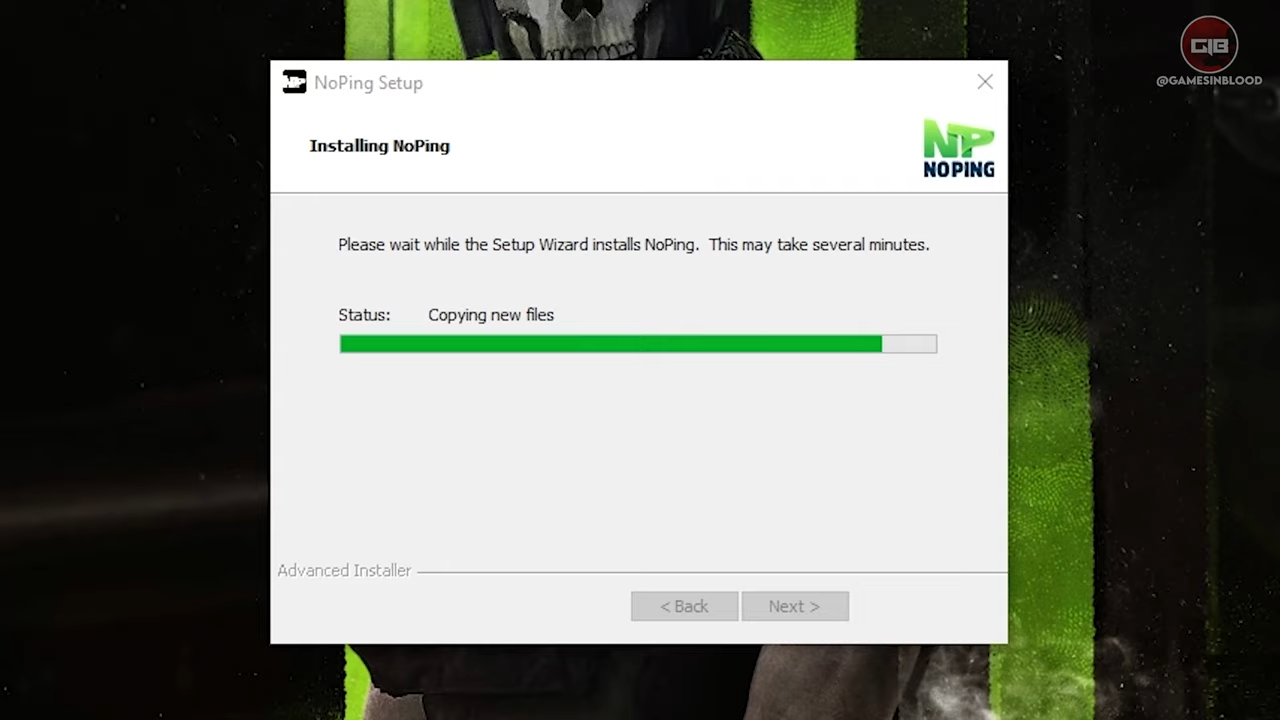 GIB
@GAMESINBLOOD
NP NoPing Setup
Installing NoPing
NP
NOPING
Please wait while the Setup Wizard installs NoPing.  This may take several minutes.
Status: Copying new files
Advanced Installer
< Back Next >